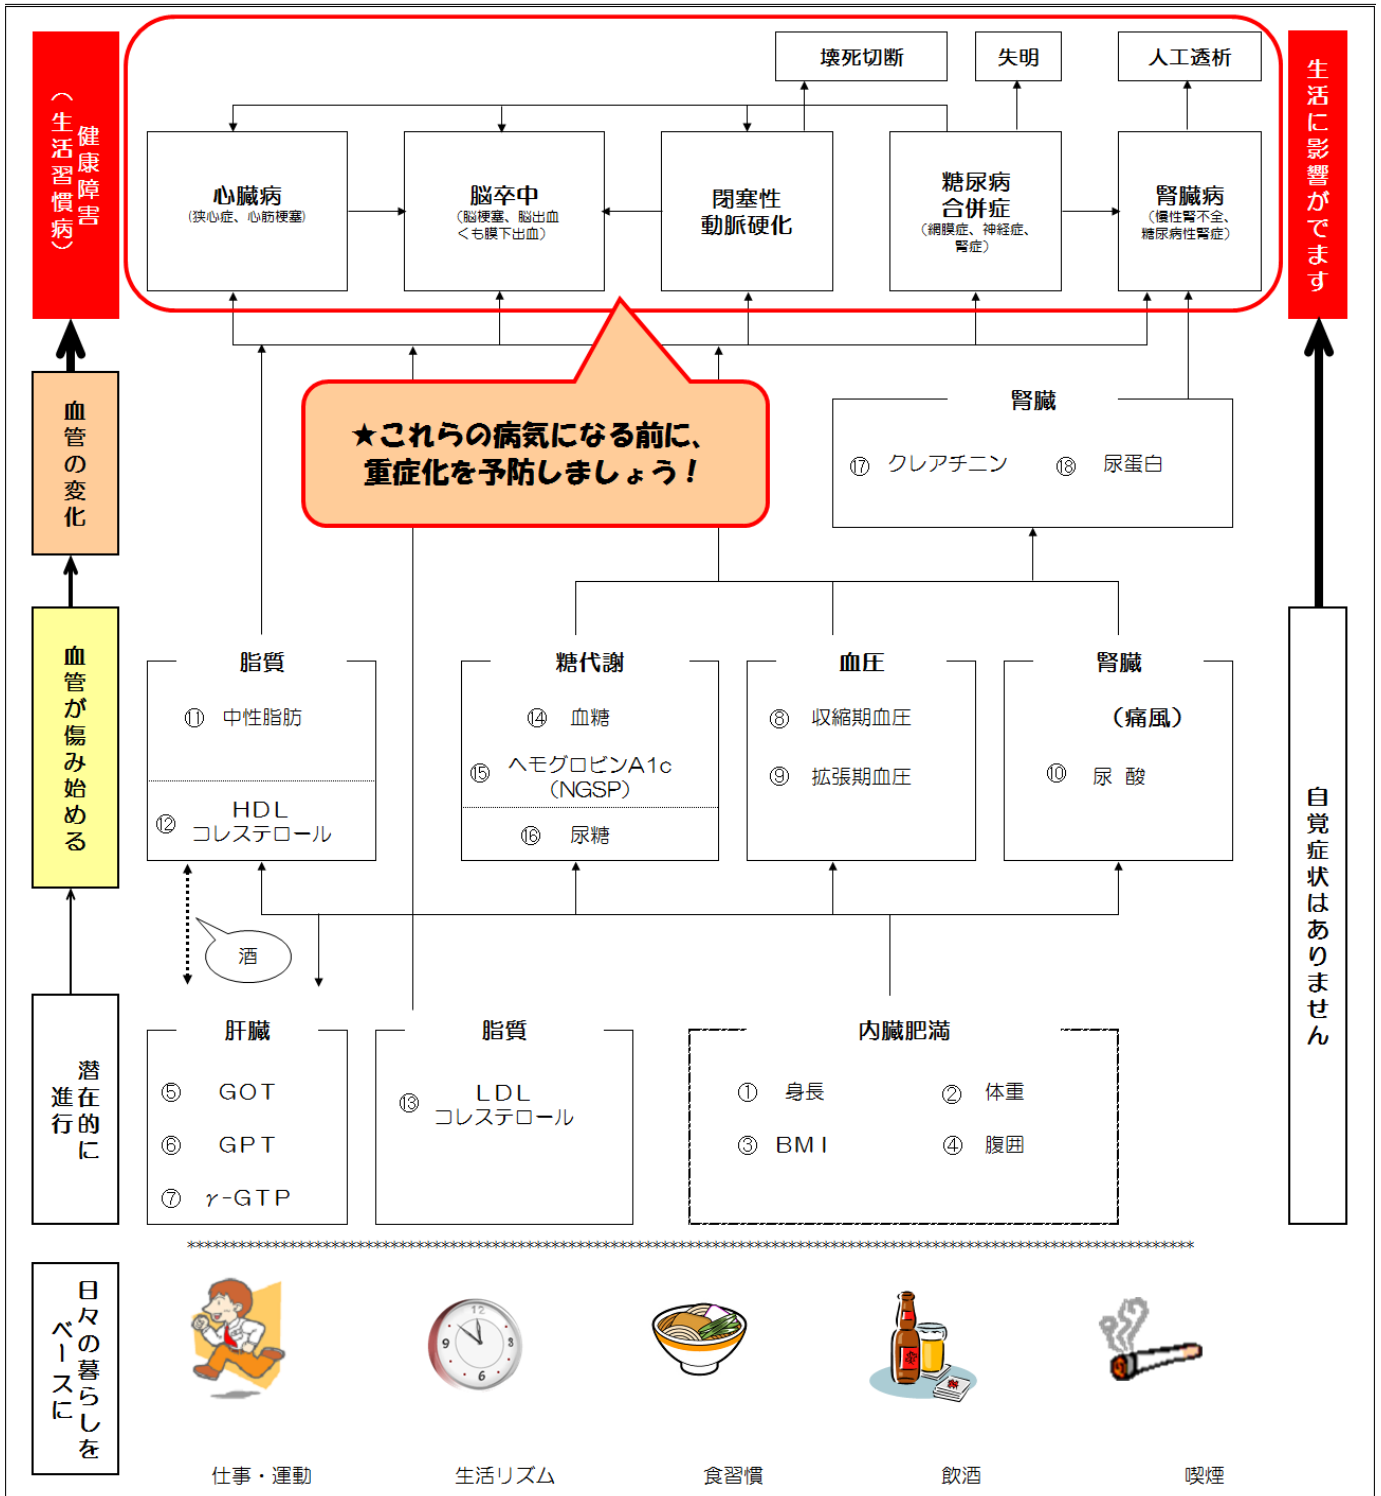 健康障害
（生活習慣病）
壊死切断
失明
人工透析
生活に影響がでます
心臓病
（狭心症、心筋梗塞）
脳卒中
（脳梗塞、脳出血
くも膜下出血）
閉塞性
動脈硬化
糖尿病
合併症
（網膜症、神経症、
腎症）
腎臓病
（慢性腎不全、
糖尿病性腎症）
血管の変化
★これらの病気になる前に、
重症化を予防しましょう！
腎臓
⑰ クレアチニン
⑱ 尿蛋白
血管が傷み始める
脂質
⑪ 中性脂肪
⑫ HDL
コレステロール
糖代謝
⑭ 血糖
⑮ ヘモグロビンA1c
（NGSP）
⑯ 尿糖
血圧
⑧ 収縮期血圧
⑨ 拡張期血圧
腎臓
（痛風）
⑩ 尿 酸
自覚症状はありません
酒
潜在的に
進行
肝臓
⑤ GOT
⑥ GPT
⑦ γ-GTP
脂質
⑬ LDL
コレステロール
内臓肥満
① 身長
② 体重
③ BMI
④ 腹囲
日々の暮らしを
ベースに
12
9
3
6
仕事・運動
生活リズム
食習慣
飲酒
喫煙